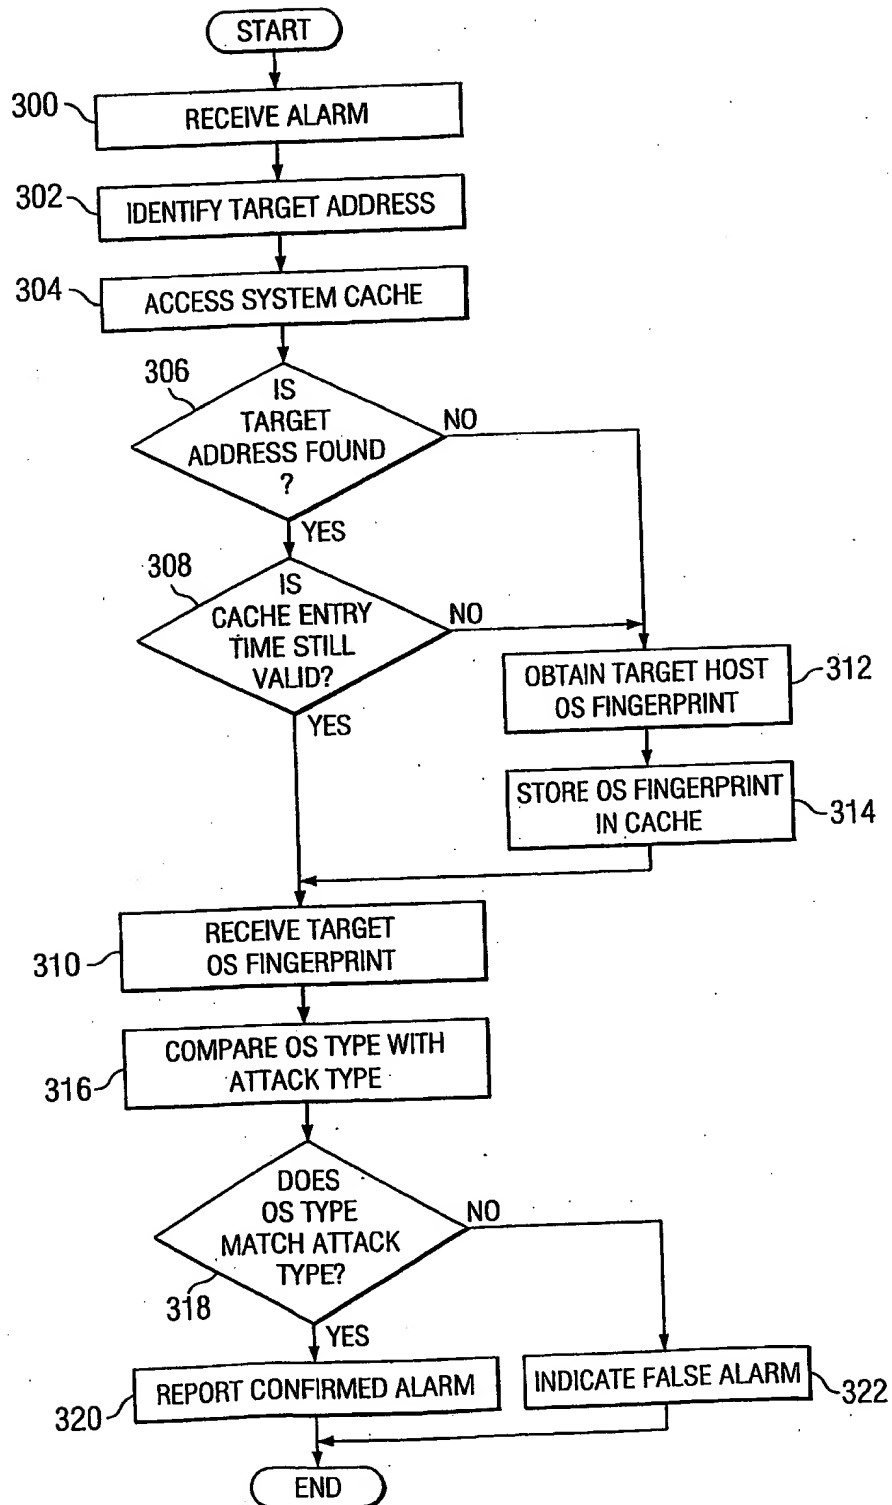 START
300
RECEIVE ALARM
302
IDENTIFY TARGET ADDRESS
304
ACCESS SYSTEM CACHE
306
IS
TARGET
ADDRESS FOUND
?
NO
YES
308
IS
CACHE ENTRY
TIME STILL
VALID?
NO
YES
OBTAIN TARGET HOST
OS FINGERPRINT
312
STORE OS FINGERPRINT
IN CACHE
314
RECEIVE TARGET
OS FINGERPRINT
310
COMPARE OS TYPE WITH
ATTACK TYPE
316
DOES
OS TYPE
MATCH ATTACK
TYPE?
318
NO
YES
REPORT CONFIRMED ALARM
320
INDICATE FALSE ALARM
322
END